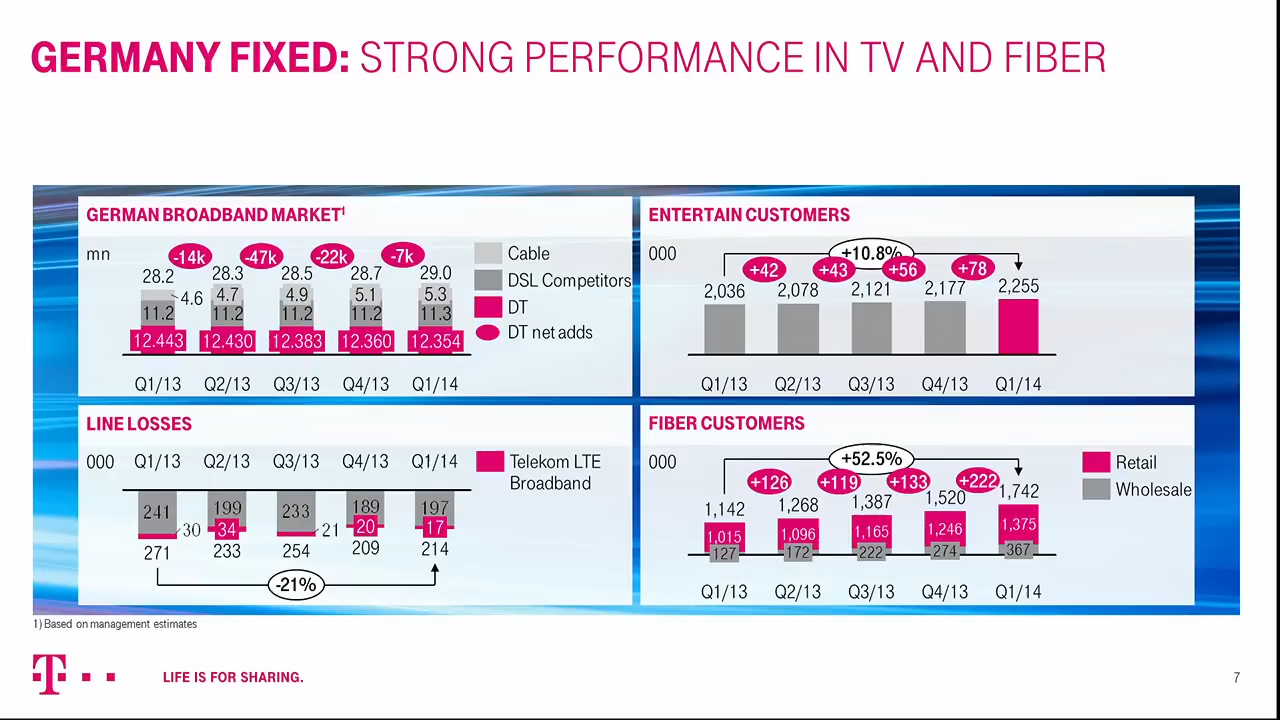 GERMANY FIXED: STRONG PERFORMANCE IN TV AND FIBER
GERMAN BROADBAND MARKET¹
mn
-14k -47k -22k -7k
28.2 28.3 28.5 28.7 29.0
4.6 4.7 4.9 5.1 5.3
11.2 11.2 11.2 11.2 11.3
12.443 12.430 12.383 12.360 12.354
Q1/13 Q2/13 Q3/13 Q4/13 Q1/14
Cable
DSL Competitors
DT
DT net adds
ENTERTAIN CUSTOMERS
000
+10.8%
+42 +43 +56 +78
2,036 2,078 2,121 2,177 2,255
Q1/13 Q2/13 Q3/13 Q4/13 Q1/14
LINE LOSSES
000 Q1/13 Q2/13 Q3/13 Q4/13 Q1/14
241 199 233 189 197
30 34 21 20 17
271 233 254 209 214
-21%
Telekom LTE
Broadband
FIBER CUSTOMERS
000
+52.5%
+126 +119 +133 +222
1,142 1,268 1,387 1,520 1,742
1,015 1,096 1,165 1,246 1,375
127 172 222 274 367
Q1/13 Q2/13 Q3/13 Q4/13 Q1/14
Retail
Wholesale
1) Based on management estimates
T
LIFE IS FOR SHARING.
7